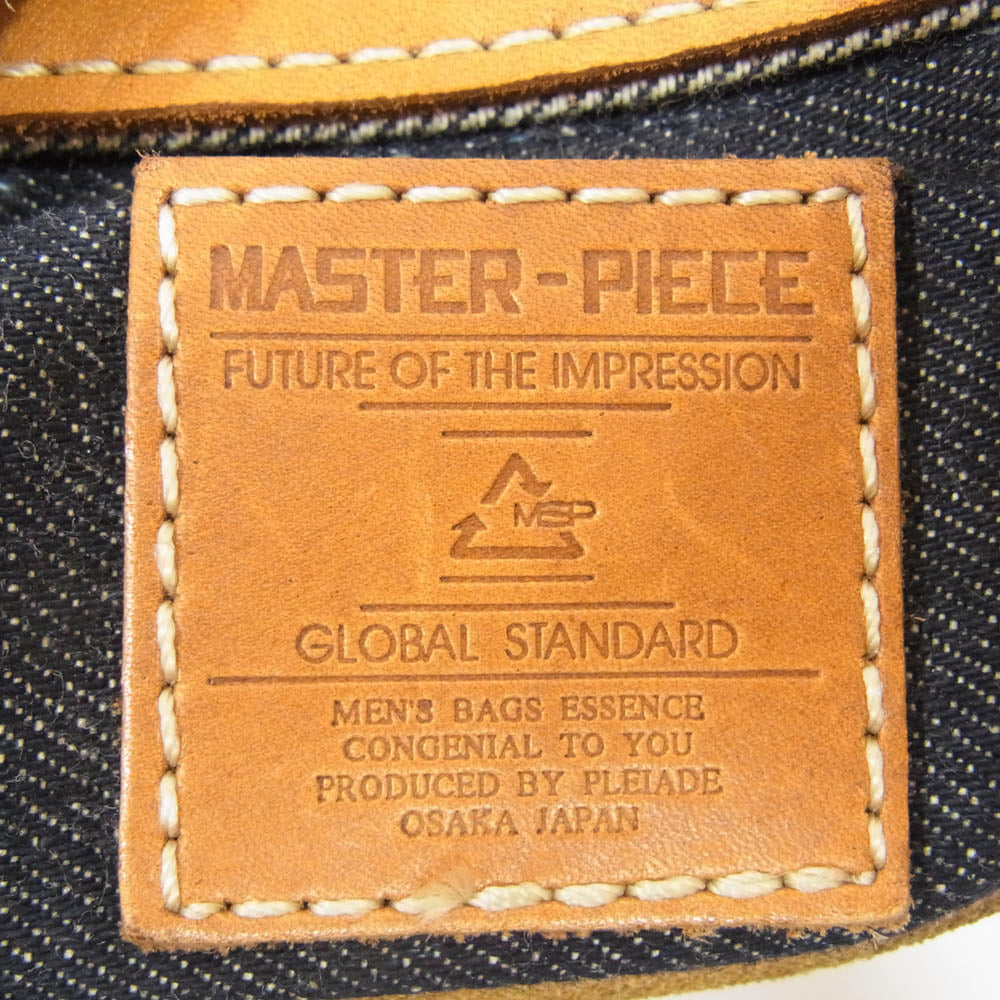 MASTER-PIECE
FUTURE OF THE IMPRESSION
MSP
GLOBAL STANDARD
MEN'S BAGS ESSENCE
CONGENIAL TO YOU
PRODUCED BY PLEIADE
OSAKA JAPAN